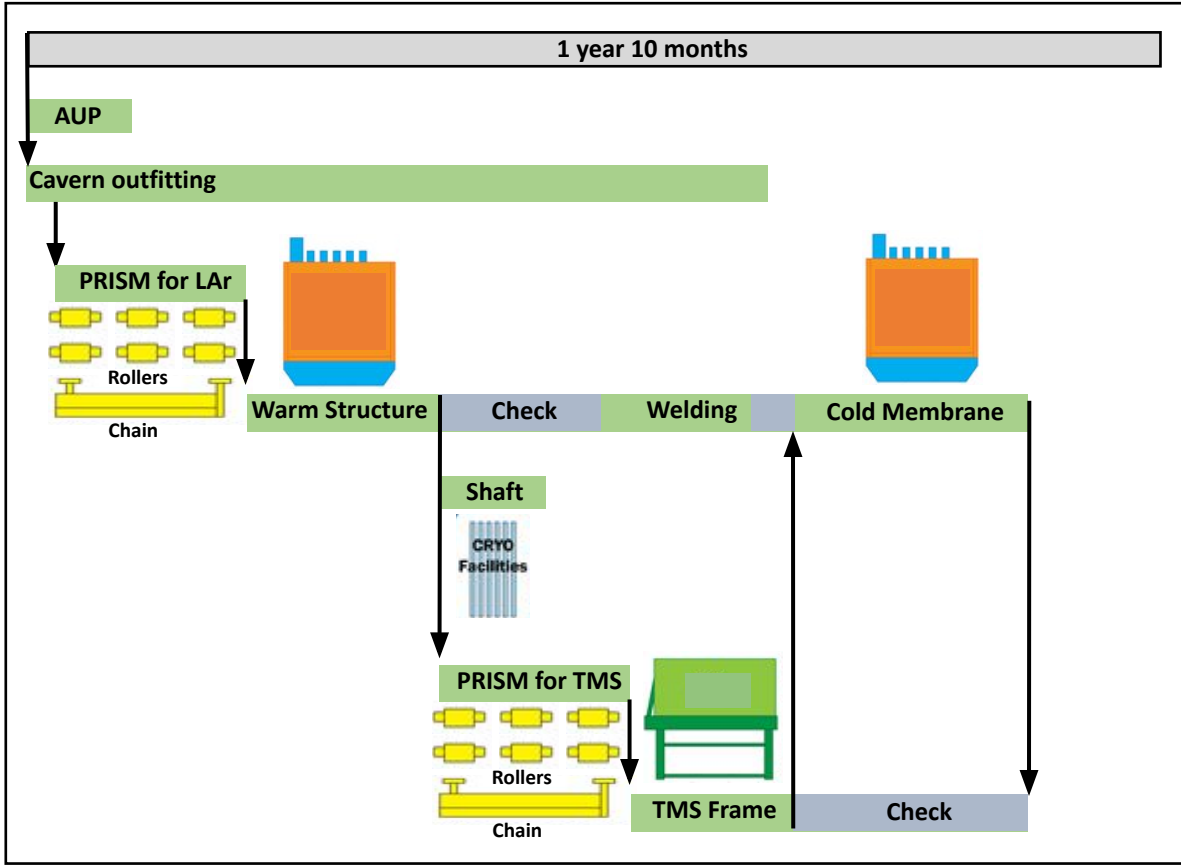 1 year 10 months
AUP
Cavern outfitting
PRISM for LAr
Rollers
Chain
Warm Structure
Check
Welding
Cold Membrane
Shaft
CRYO
Facilities
PRISM for TMS
Rollers
Chain
TMS Frame
Check